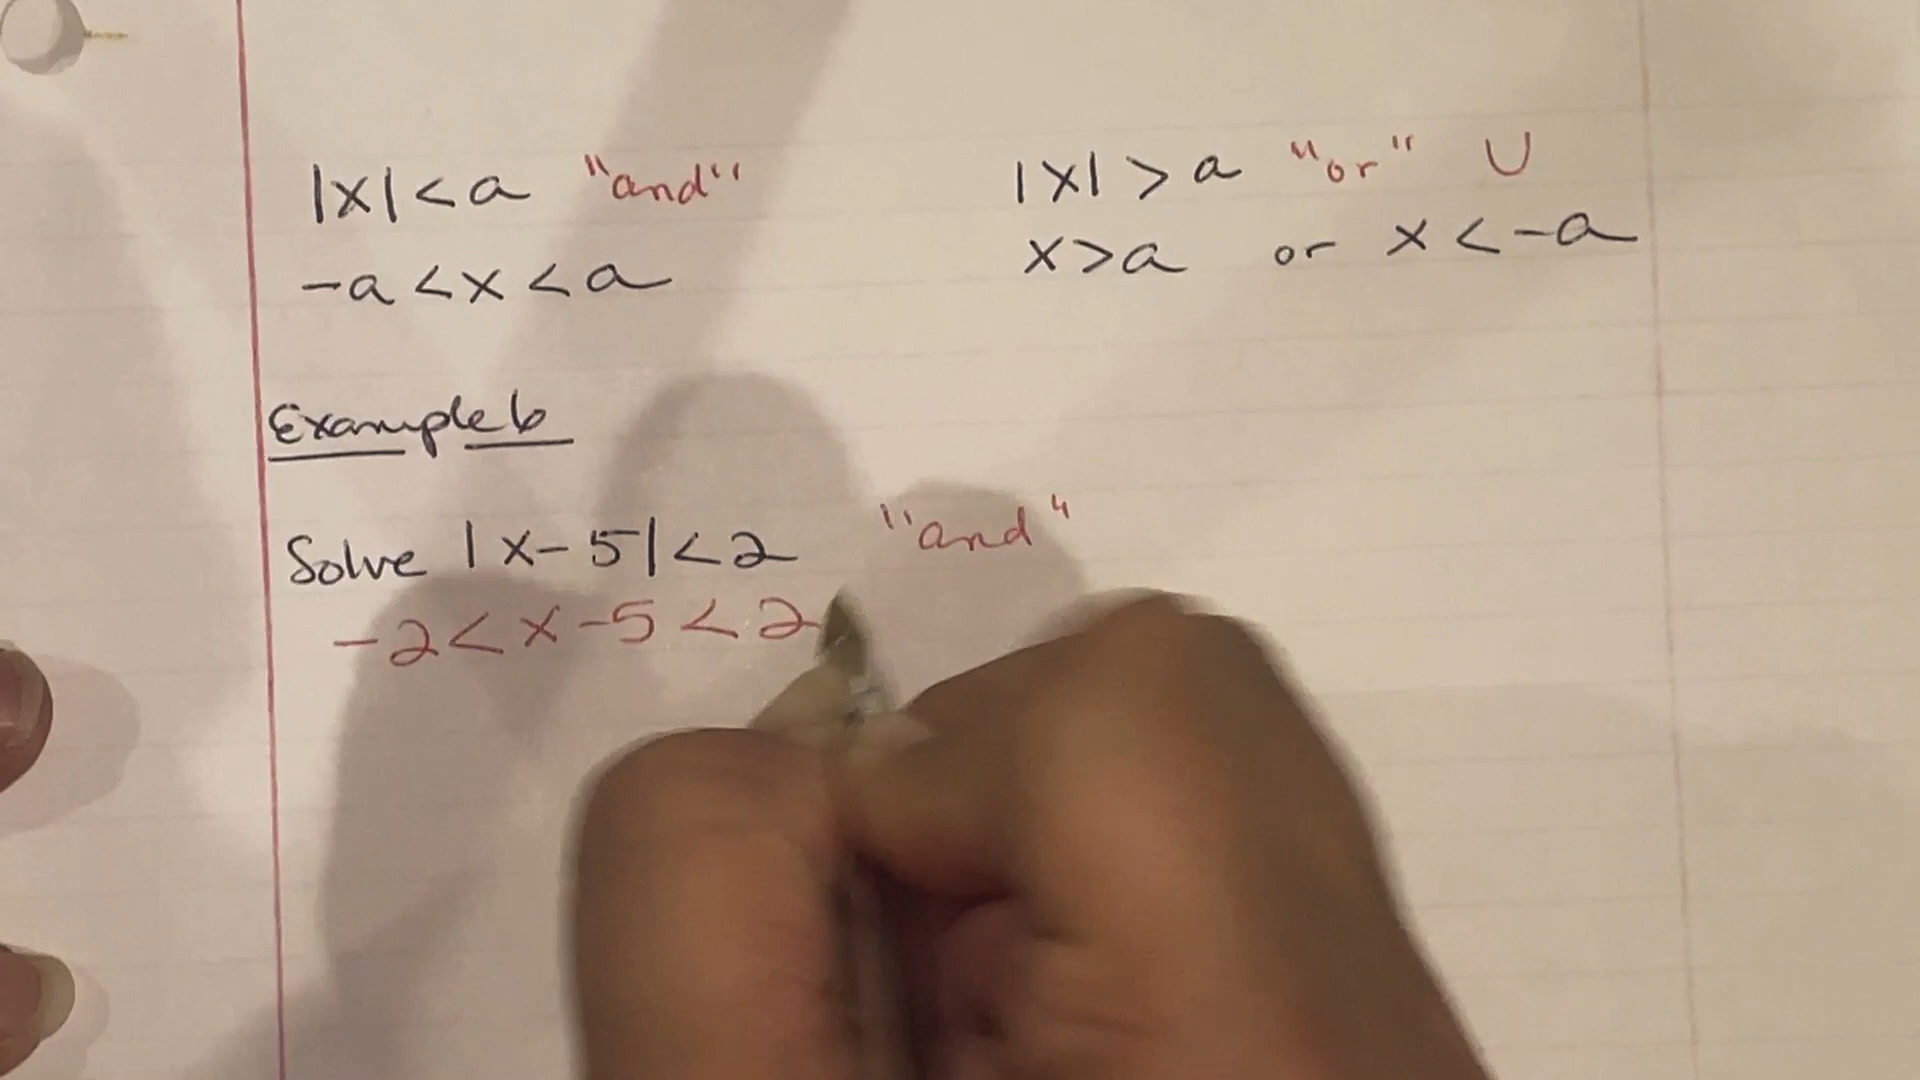 |x| < a "and"
-a < x < a
|x| > a "or" ∪
x > a or x < -a
Example 6
Solve |x - 5| < 2 "and"
-2 < x - 5 < 2